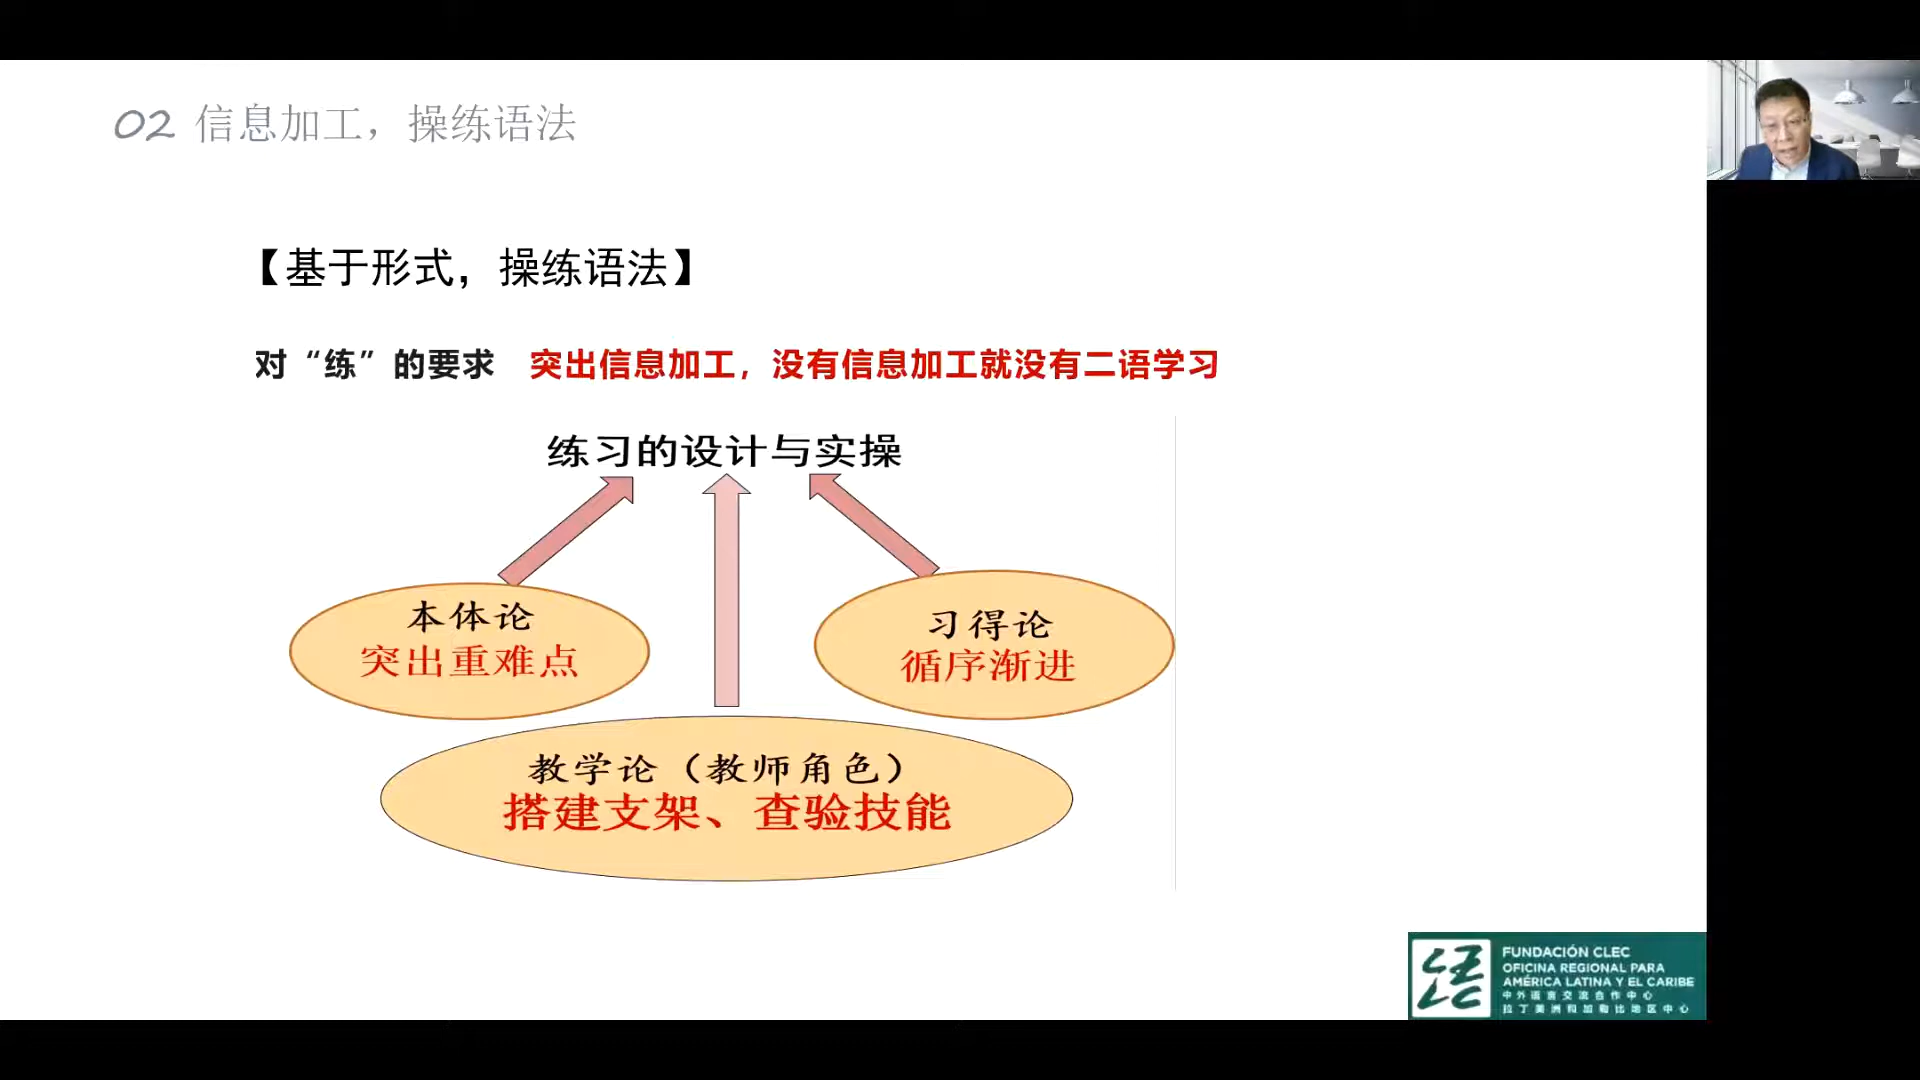 02 信息加工，操练语法
【基于形式，操练语法】
对“练”的要求 突出信息加工，没有信息加工就没有二语学习
练习的设计与实操
本体论
突出重难点
习得论
循序渐进
教学论（教师角色）
搭建支架、查验技能
FUNDACIÓN CLEC
OFICINA REGIONAL PARA
AMÉRICA LATINA Y EL CARIBE
中外语言交流合作中心
拉丁美洲和加勒比地区中心